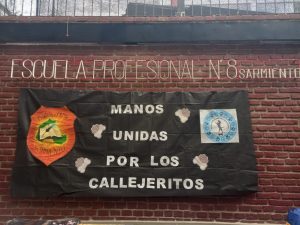 ESCUELA PROFESIONAL Nº8 SARMIENTO
MANOS
UNIDAS
POR LOS
CALLEJERITOS